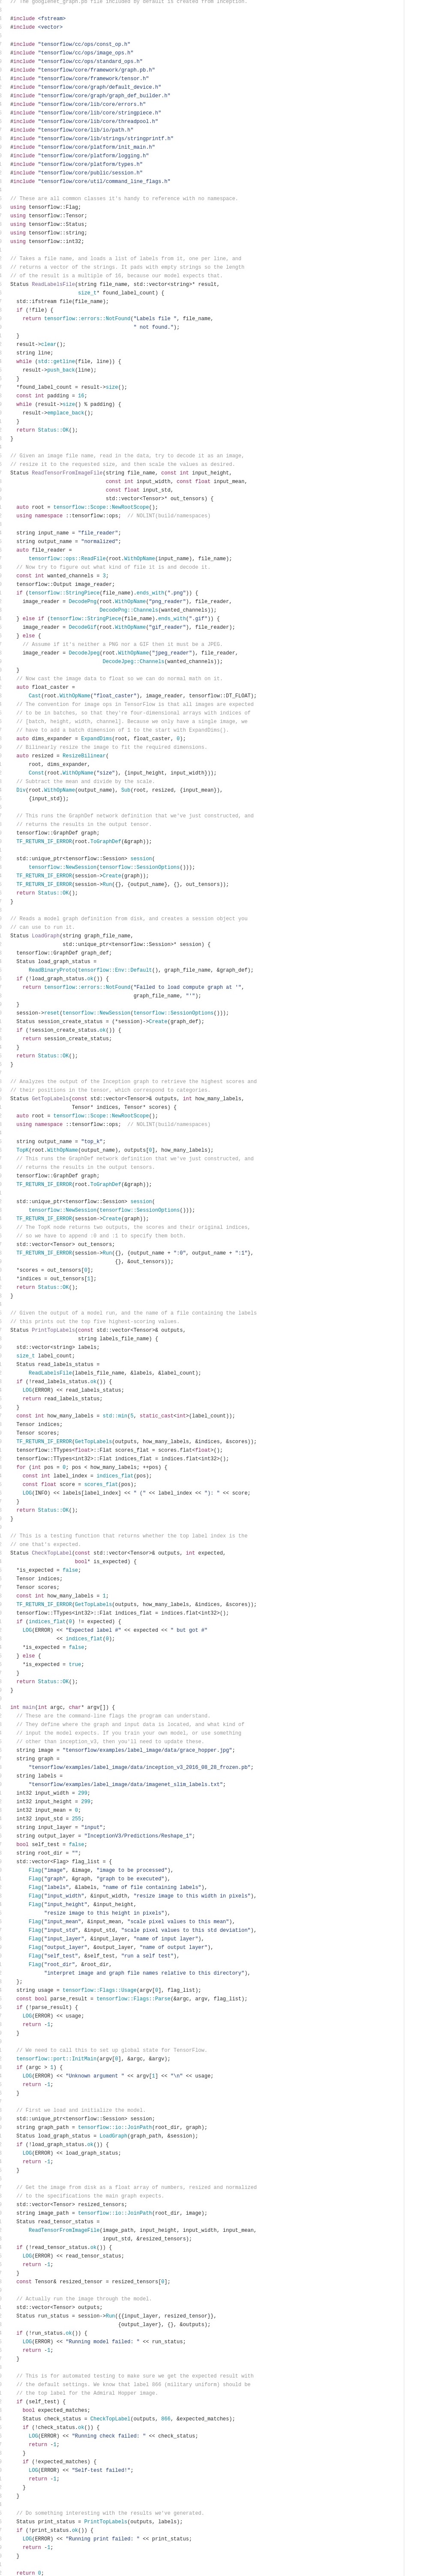 // The googlenet_graph.pb file included by default is created from Inception.

#include <fstream>
#include <vector>

#include "tensorflow/cc/ops/const_op.h"
#include "tensorflow/cc/ops/image_ops.h"
#include "tensorflow/cc/ops/standard_ops.h"
#include "tensorflow/core/framework/graph.pb.h"
#include "tensorflow/core/framework/tensor.h"
#include "tensorflow/core/graph/default_device.h"
#include "tensorflow/core/graph/graph_def_builder.h"
#include "tensorflow/core/lib/core/errors.h"
#include "tensorflow/core/lib/core/stringpiece.h"
#include "tensorflow/core/lib/core/threadpool.h"
#include "tensorflow/core/lib/io/path.h"
#include "tensorflow/core/lib/strings/stringprintf.h"
#include "tensorflow/core/platform/init_main.h"
#include "tensorflow/core/platform/logging.h"
#include "tensorflow/core/platform/types.h"
#include "tensorflow/core/public/session.h"
#include "tensorflow/core/util/command_line_flags.h"

// These are all common classes it's handy to reference with no namespace.
using tensorflow::Flag;
using tensorflow::Tensor;
using tensorflow::Status;
using tensorflow::string;
using tensorflow::int32;

// Takes a file name, and loads a list of labels from it, one per line, and
// returns a vector of the strings. It pads with empty strings so the length
// of the result is a multiple of 16, because our model expects that.
Status ReadLabelsFile(string file_name, std::vector<string>* result,
                      size_t* found_label_count) {
  std::ifstream file(file_name);
  if (!file) {
    return tensorflow::errors::NotFound("Labels file ", file_name,
                                        " not found.");
  }
  result->clear();
  string line;
  while (std::getline(file, line)) {
    result->push_back(line);
  }
  *found_label_count = result->size();
  const int padding = 16;
  while (result->size() % padding) {
    result->emplace_back();
  }
  return Status::OK();
}

// Given an image file name, read in the data, try to decode it as an image,
// resize it to the requested size, and then scale the values as desired.
Status ReadTensorFromImageFile(string file_name, const int input_height,
                               const int input_width, const float input_mean,
                               const float input_std,
                               std::vector<Tensor>* out_tensors) {
  auto root = tensorflow::Scope::NewRootScope();
  using namespace ::tensorflow::ops;  // NOLINT(build/namespaces)

  string input_name = "file_reader";
  string output_name = "normalized";
  auto file_reader =
      tensorflow::ops::ReadFile(root.WithOpName(input_name), file_name);
  // Now try to figure out what kind of file it is and decode it.
  const int wanted_channels = 3;
  tensorflow::Output image_reader;
  if (tensorflow::StringPiece(file_name).ends_with(".png")) {
    image_reader = DecodePng(root.WithOpName("png_reader"), file_reader,
                             DecodePng::Channels(wanted_channels));
  } else if (tensorflow::StringPiece(file_name).ends_with(".gif")) {
    image_reader = DecodeGif(root.WithOpName("gif_reader"), file_reader);
  } else {
    // Assume if it's neither a PNG nor a GIF then it must be a JPEG.
    image_reader = DecodeJpeg(root.WithOpName("jpeg_reader"), file_reader,
                              DecodeJpeg::Channels(wanted_channels));
  }
  // Now cast the image data to float so we can do normal math on it.
  auto float_caster =
      Cast(root.WithOpName("float_caster"), image_reader, tensorflow::DT_FLOAT);
  // The convention for image ops in TensorFlow is that all images are expected
  // to be in batches, so that they're four-dimensional arrays with indices of
  // [batch, height, width, channel]. Because we only have a single image, we
  // have to add a batch dimension of 1 to the start with ExpandDims().
  auto dims_expander = ExpandDims(root, float_caster, 0);
  // Bilinearly resize the image to fit the required dimensions.
  auto resized = ResizeBilinear(
      root, dims_expander,
      Const(root.WithOpName("size"), {input_height, input_width}));
  // Subtract the mean and divide by the scale.
  Div(root.WithOpName(output_name), Sub(root, resized, {input_mean}),
      {input_std});

  // This runs the GraphDef network definition that we've just constructed, and
  // returns the results in the output tensor.
  tensorflow::GraphDef graph;
  TF_RETURN_IF_ERROR(root.ToGraphDef(&graph));

  std::unique_ptr<tensorflow::Session> session(
      tensorflow::NewSession(tensorflow::SessionOptions()));
  TF_RETURN_IF_ERROR(session->Create(graph));
  TF_RETURN_IF_ERROR(session->Run({}, {output_name}, {}, out_tensors));
  return Status::OK();
}

// Reads a model graph definition from disk, and creates a session object you
// can use to run it.
Status LoadGraph(string graph_file_name,
                 std::unique_ptr<tensorflow::Session>* session) {
  tensorflow::GraphDef graph_def;
  Status load_graph_status =
      ReadBinaryProto(tensorflow::Env::Default(), graph_file_name, &graph_def);
  if (!load_graph_status.ok()) {
    return tensorflow::errors::NotFound("Failed to load compute graph at '",
                                        graph_file_name, "'");
  }
  session->reset(tensorflow::NewSession(tensorflow::SessionOptions()));
  Status session_create_status = (*session)->Create(graph_def);
  if (!session_create_status.ok()) {
    return session_create_status;
  }
  return Status::OK();
}

// Analyzes the output of the Inception graph to retrieve the highest scores and
// their positions in the tensor, which correspond to categories.
Status GetTopLabels(const std::vector<Tensor>& outputs, int how_many_labels,
                    Tensor* indices, Tensor* scores) {
  auto root = tensorflow::Scope::NewRootScope();
  using namespace ::tensorflow::ops;  // NOLINT(build/namespaces)

  string output_name = "top_k";
  TopK(root.WithOpName(output_name), outputs[0], how_many_labels);
  // This runs the GraphDef network definition that we've just constructed, and
  // returns the results in the output tensors.
  tensorflow::GraphDef graph;
  TF_RETURN_IF_ERROR(root.ToGraphDef(&graph));

  std::unique_ptr<tensorflow::Session> session(
      tensorflow::NewSession(tensorflow::SessionOptions()));
  TF_RETURN_IF_ERROR(session->Create(graph));
  // The TopK node returns two outputs, the scores and their original indices,
  // so we have to append :0 and :1 to specify them both.
  std::vector<Tensor> out_tensors;
  TF_RETURN_IF_ERROR(session->Run({}, {output_name + ":0", output_name + ":1"},
                                  {}, &out_tensors));
  *scores = out_tensors[0];
  *indices = out_tensors[1];
  return Status::OK();
}

// Given the output of a model run, and the name of a file containing the labels
// this prints out the top five highest-scoring values.
Status PrintTopLabels(const std::vector<Tensor>& outputs,
                      string labels_file_name) {
  std::vector<string> labels;
  size_t label_count;
  Status read_labels_status =
      ReadLabelsFile(labels_file_name, &labels, &label_count);
  if (!read_labels_status.ok()) {
    LOG(ERROR) << read_labels_status;
    return read_labels_status;
  }
  const int how_many_labels = std::min(5, static_cast<int>(label_count));
  Tensor indices;
  Tensor scores;
  TF_RETURN_IF_ERROR(GetTopLabels(outputs, how_many_labels, &indices, &scores));
  tensorflow::TTypes<float>::Flat scores_flat = scores.flat<float>();
  tensorflow::TTypes<int32>::Flat indices_flat = indices.flat<int32>();
  for (int pos = 0; pos < how_many_labels; ++pos) {
    const int label_index = indices_flat(pos);
    const float score = scores_flat(pos);
    LOG(INFO) << labels[label_index] << " (" << label_index << "): " << score;
  }
  return Status::OK();
}

// This is a testing function that returns whether the top label index is the
// one that's expected.
Status CheckTopLabel(const std::vector<Tensor>& outputs, int expected,
                     bool* is_expected) {
  *is_expected = false;
  Tensor indices;
  Tensor scores;
  const int how_many_labels = 1;
  TF_RETURN_IF_ERROR(GetTopLabels(outputs, how_many_labels, &indices, &scores));
  tensorflow::TTypes<int32>::Flat indices_flat = indices.flat<int32>();
  if (indices_flat(0) != expected) {
    LOG(ERROR) << "Expected label #" << expected << " but got #"
               << indices_flat(0);
    *is_expected = false;
  } else {
    *is_expected = true;
  }
  return Status::OK();
}

int main(int argc, char* argv[]) {
  // These are the command-line flags the program can understand.
  // They define where the graph and input data is located, and what kind of
  // input the model expects. If you train your own model, or use something
  // other than inception_v3, then you'll need to update these.
  string image = "tensorflow/examples/label_image/data/grace_hopper.jpg";
  string graph =
      "tensorflow/examples/label_image/data/inception_v3_2016_08_28_frozen.pb";
  string labels =
      "tensorflow/examples/label_image/data/imagenet_slim_labels.txt";
  int32 input_width = 299;
  int32 input_height = 299;
  int32 input_mean = 0;
  int32 input_std = 255;
  string input_layer = "input";
  string output_layer = "InceptionV3/Predictions/Reshape_1";
  bool self_test = false;
  string root_dir = "";
  std::vector<Flag> flag_list = {
      Flag("image", &image, "image to be processed"),
      Flag("graph", &graph, "graph to be executed"),
      Flag("labels", &labels, "name of file containing labels"),
      Flag("input_width", &input_width, "resize image to this width in pixels"),
      Flag("input_height", &input_height,
           "resize image to this height in pixels"),
      Flag("input_mean", &input_mean, "scale pixel values to this mean"),
      Flag("input_std", &input_std, "scale pixel values to this std deviation"),
      Flag("input_layer", &input_layer, "name of input layer"),
      Flag("output_layer", &output_layer, "name of output layer"),
      Flag("self_test", &self_test, "run a self test"),
      Flag("root_dir", &root_dir,
           "interpret image and graph file names relative to this directory"),
  };
  string usage = tensorflow::Flags::Usage(argv[0], flag_list);
  const bool parse_result = tensorflow::Flags::Parse(&argc, argv, flag_list);
  if (!parse_result) {
    LOG(ERROR) << usage;
    return -1;
  }

  // We need to call this to set up global state for TensorFlow.
  tensorflow::port::InitMain(argv[0], &argc, &argv);
  if (argc > 1) {
    LOG(ERROR) << "Unknown argument " << argv[1] << "\n" << usage;
    return -1;
  }

  // First we load and initialize the model.
  std::unique_ptr<tensorflow::Session> session;
  string graph_path = tensorflow::io::JoinPath(root_dir, graph);
  Status load_graph_status = LoadGraph(graph_path, &session);
  if (!load_graph_status.ok()) {
    LOG(ERROR) << load_graph_status;
    return -1;
  }

  // Get the image from disk as a float array of numbers, resized and normalized
  // to the specifications the main graph expects.
  std::vector<Tensor> resized_tensors;
  string image_path = tensorflow::io::JoinPath(root_dir, image);
  Status read_tensor_status =
      ReadTensorFromImageFile(image_path, input_height, input_width, input_mean,
                              input_std, &resized_tensors);
  if (!read_tensor_status.ok()) {
    LOG(ERROR) << read_tensor_status;
    return -1;
  }
  const Tensor& resized_tensor = resized_tensors[0];

  // Actually run the image through the model.
  std::vector<Tensor> outputs;
  Status run_status = session->Run({{input_layer, resized_tensor}},
                                   {output_layer}, {}, &outputs);
  if (!run_status.ok()) {
    LOG(ERROR) << "Running model failed: " << run_status;
    return -1;
  }

  // This is for automated testing to make sure we get the expected result with
  // the default settings. We know that label 866 (military uniform) should be
  // the top label for the Admiral Hopper image.
  if (self_test) {
    bool expected_matches;
    Status check_status = CheckTopLabel(outputs, 866, &expected_matches);
    if (!check_status.ok()) {
      LOG(ERROR) << "Running check failed: " << check_status;
      return -1;
    }
    if (!expected_matches) {
      LOG(ERROR) << "Self-test failed!";
      return -1;
    }
  }

  // Do something interesting with the results we've generated.
  Status print_status = PrintTopLabels(outputs, labels);
  if (!print_status.ok()) {
    LOG(ERROR) << "Running print failed: " << print_status;
    return -1;
  }

  return 0;